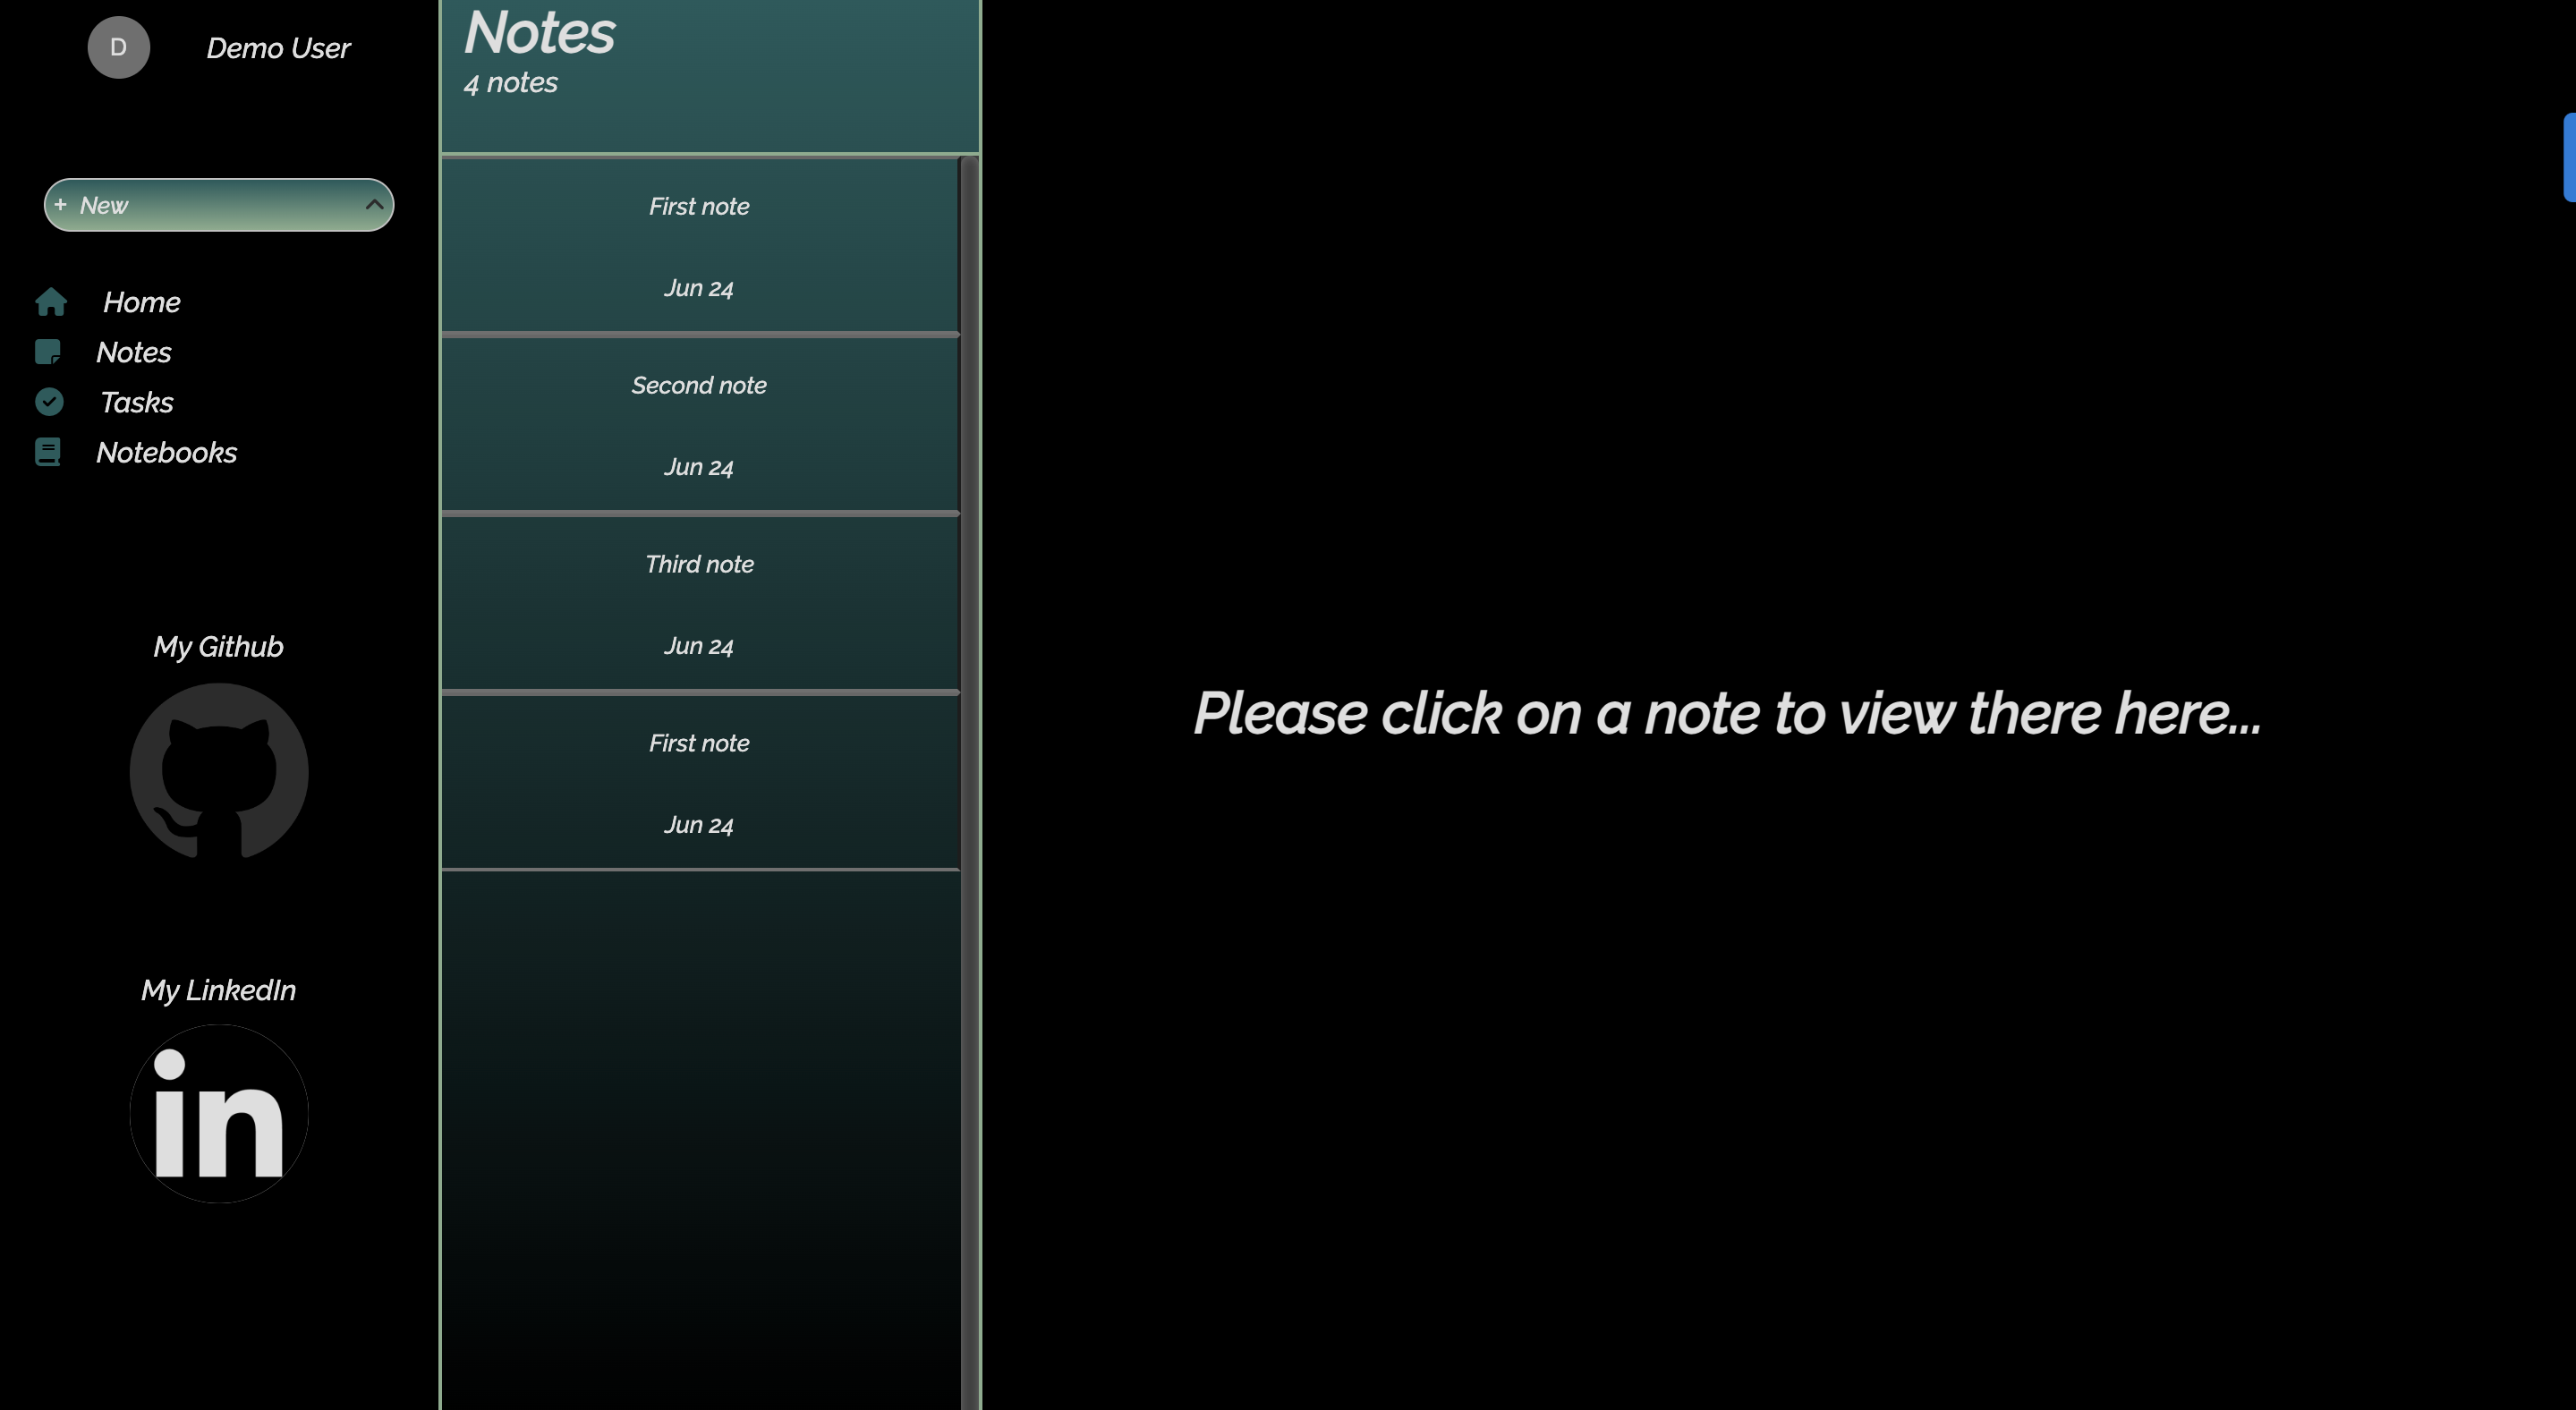 D
Demo User
+ New
Home
Notes
Tasks
Notebooks
My Github
My LinkedIn
in
Notes
4 notes
First note
Jun 24
Second note
Jun 24
Third note
Jun 24
First note
Jun 24
Please click on a note to view there here...